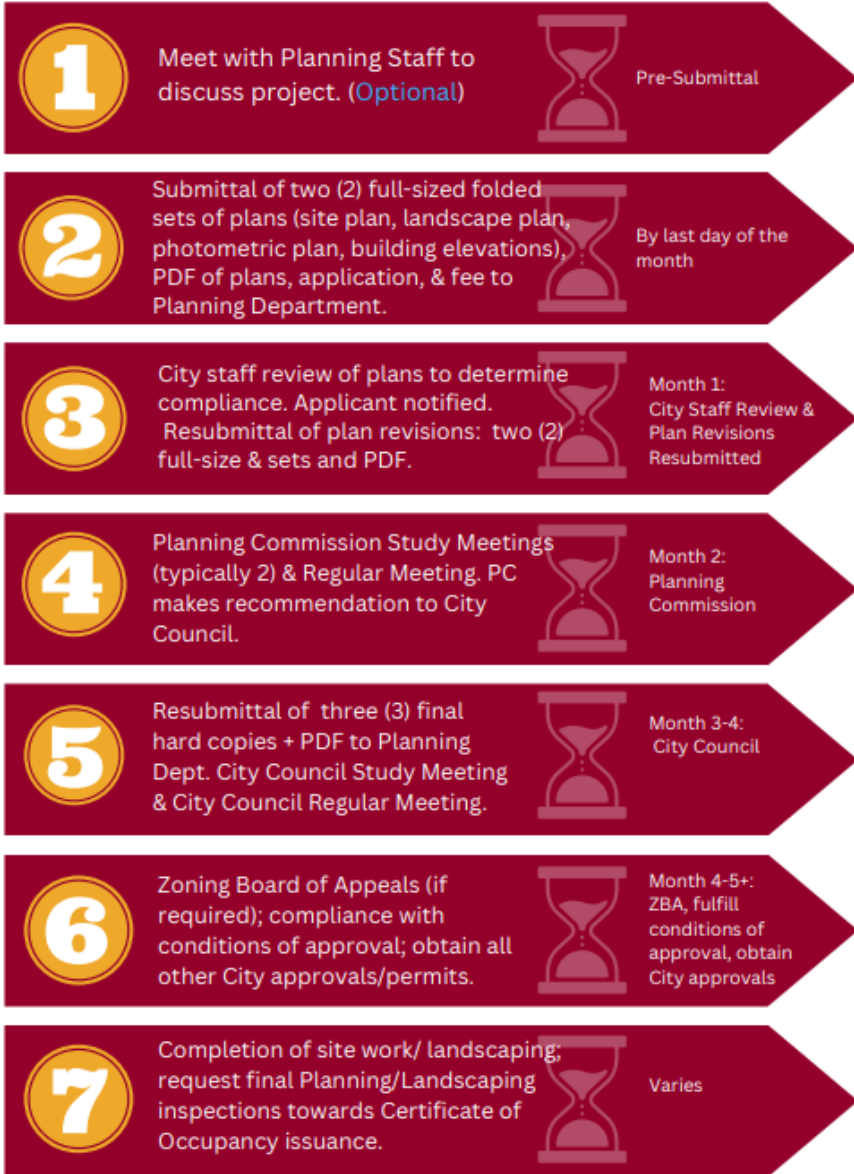 1
Meet with Planning Staff to
discuss project. (Optional)
Pre-Submittal
2
Submittal of two (2) full-sized folded
sets of plans (site plan, landscape plan,
photometric plan, building elevations),
PDF of plans, application, & fee to
Planning Department.
By last day of the
month
3
City staff review of plans to determine
compliance. Applicant notified.
Resubmittal of plan revisions: two (2)
full-size & sets and PDF.
Month 1:
City Staff Review &
Plan Revisions
Resubmitted
4
Planning Commission Study Meetings
(typically 2) & Regular Meeting. PC
makes recommendation to City
Council.
Month 2:
Planning
Commission
5
Resubmittal of three (3) final
hard copies + PDF to Planning
Dept. City Council Study Meeting
& City Council Regular Meeting.
Month 3-4:
City Council
6
Zoning Board of Appeals (if
required); compliance with
conditions of approval; obtain all
other City approvals/permits.
Month 4-5+:
ZBA, fulfill
conditions of
approval, obtain
City approvals
7
Completion of site work/ landscaping;
request final Planning/Landscaping
inspections towards Certificate of
Occupancy issuance.
Varies